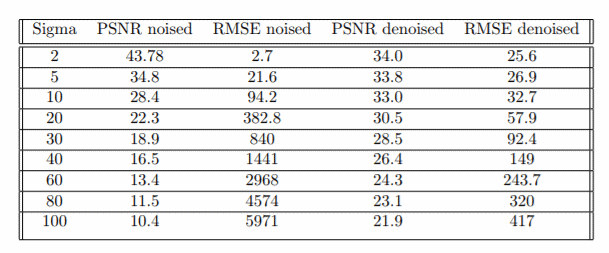 Sigma PSNR noised RMSE noised PSNR denoised RMSE denoised
2 43.78 2.7 34.0 25.6
5 34.8 21.6 33.8 26.9
10 28.4 94.2 33.0 32.7
20 22.3 382.8 30.5 57.9
30 18.9 840 28.5 92.4
40 16.5 1441 26.4 149
60 13.4 2968 24.3 243.7
80 11.5 4574 23.1 320
100 10.4 5971 21.9 417